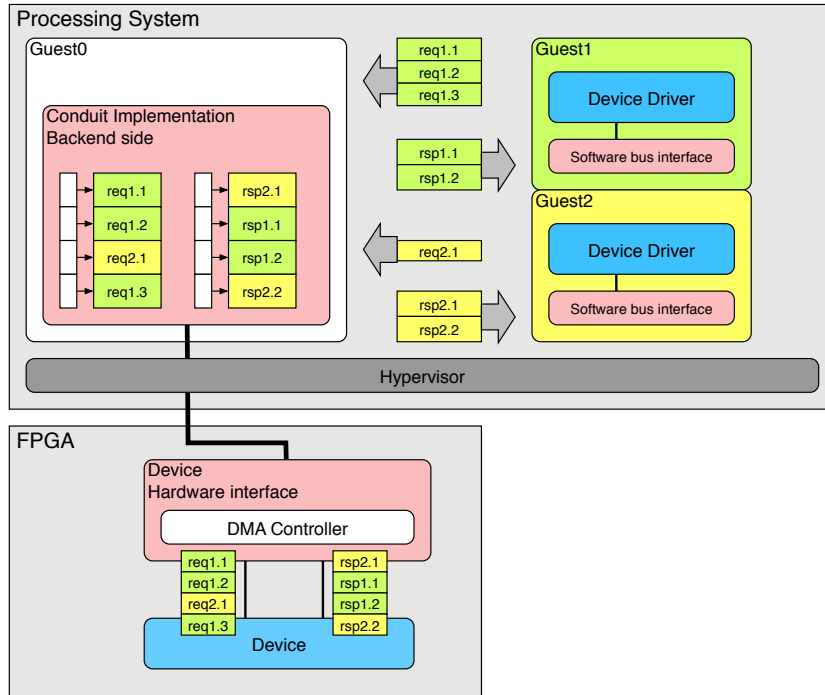 Processing System
Guest0
Conduit Implementation
Backend side
req1.1
req1.2
req2.1
req1.3
rsp2.1
rsp1.1
rsp1.2
rsp2.2
req1.1
req1.2
req1.3
rsp1.1
rsp1.2
req2.1
rsp2.1
rsp2.2
Guest1
Device Driver
Software bus interface
Guest2
Device Driver
Software bus interface
Hypervisor
FPGA
Device
Hardware interface
DMA Controller
req1.1
req1.2
req2.1
req1.3
rsp2.1
rsp1.1
rsp1.2
rsp2.2
Device